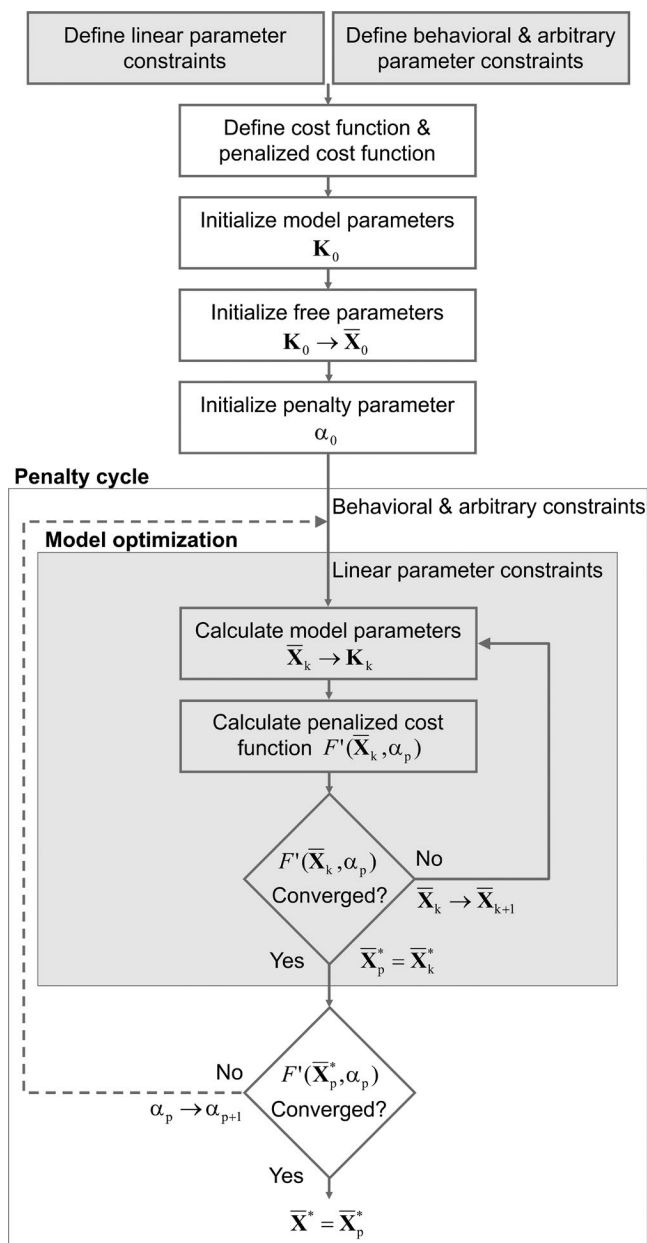 Define linear parameter
constraints
Define behavioral & arbitrary
parameter constraints
Define cost function &
penalized cost function
Initialize model parameters
K₀
Initialize free parameters
K₀ → X̅₀
Initialize penalty parameter
α₀
Penalty cycle
Behavioral & arbitrary constraints
Model optimization
Linear parameter constraints
Calculate model parameters
X̅ₖ → Kₖ
Calculate penalized cost
function F'(X̅ₖ,αₚ)
F'(X̅ₖ,αₚ)
Converged?
No
X̅ₖ → X̅ₖ₊₁
Yes
X̅ₚ* = X̅ₖ*
F'(X̅ₚ*,αₚ)
Converged?
No
αₚ → αₚ₊₁
Yes
X̅* = X̅ₚ*